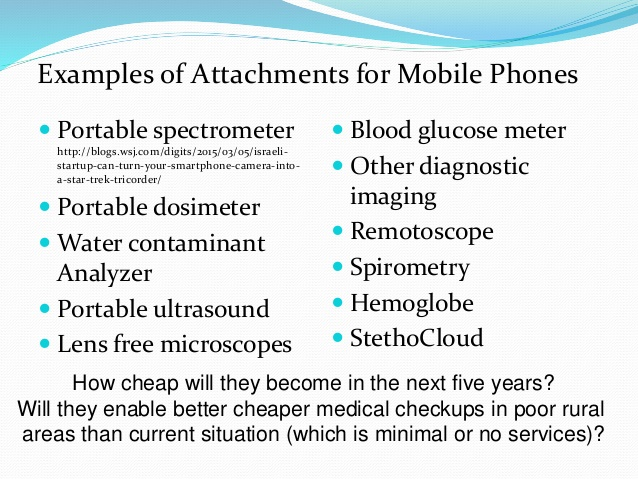 Examples of Attachments for Mobile Phones
Portable spectrometer
http://blogs.wsj.com/digits/2015/03/05/israeli-
startup-can-turn-your-smartphone-camera-into-
a-star-trek-tricorder/
Portable dosimeter
Water contaminant
Analyzer
Portable ultrasound
Lens free microscopes
Blood glucose meter
Other diagnostic
imaging
Remotoscope
Spirometry
Hemoglobe
StethoCloud
How cheap will they become in the next five years?
Will they enable better cheaper medical checkups in poor rural
areas than current situation (which is minimal or no services)?